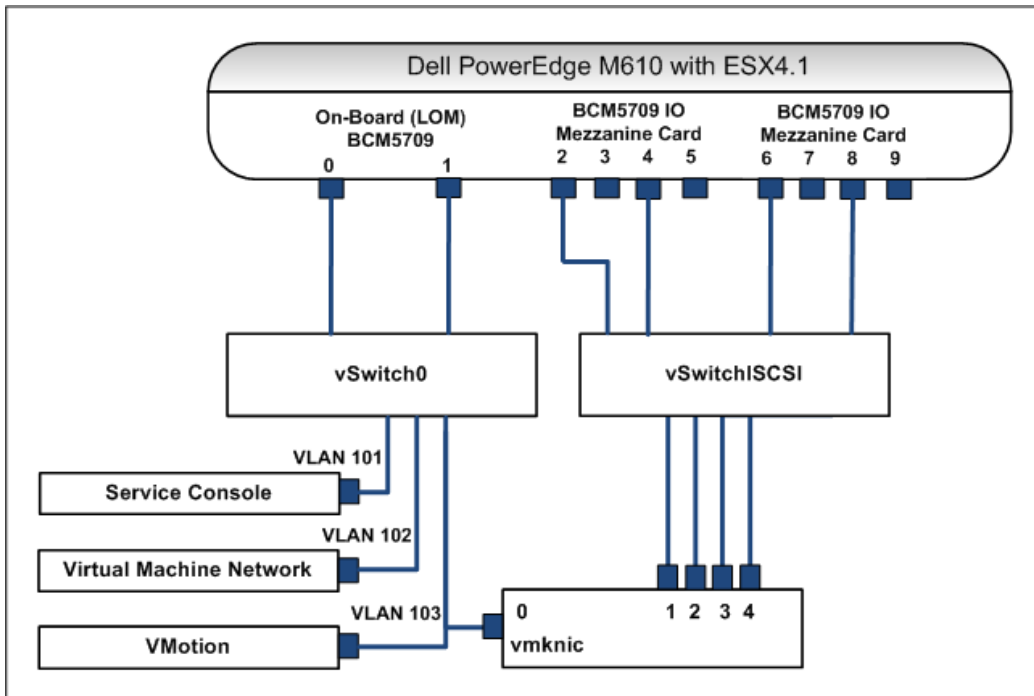 Dell PowerEdge M610 with ESX4.1
On-Board (LOM)
BCM5709
BCM5709 IO
Mezzanine Card
BCM5709 IO
Mezzanine Card
0 1 2 3 4 5 6 7 8 9
vSwitch0
vSwitchISCSI
VLAN 101
Service Console
VLAN 102
Virtual Machine Network
VLAN 103
VMotion
0 1 2 3 4
vmknic